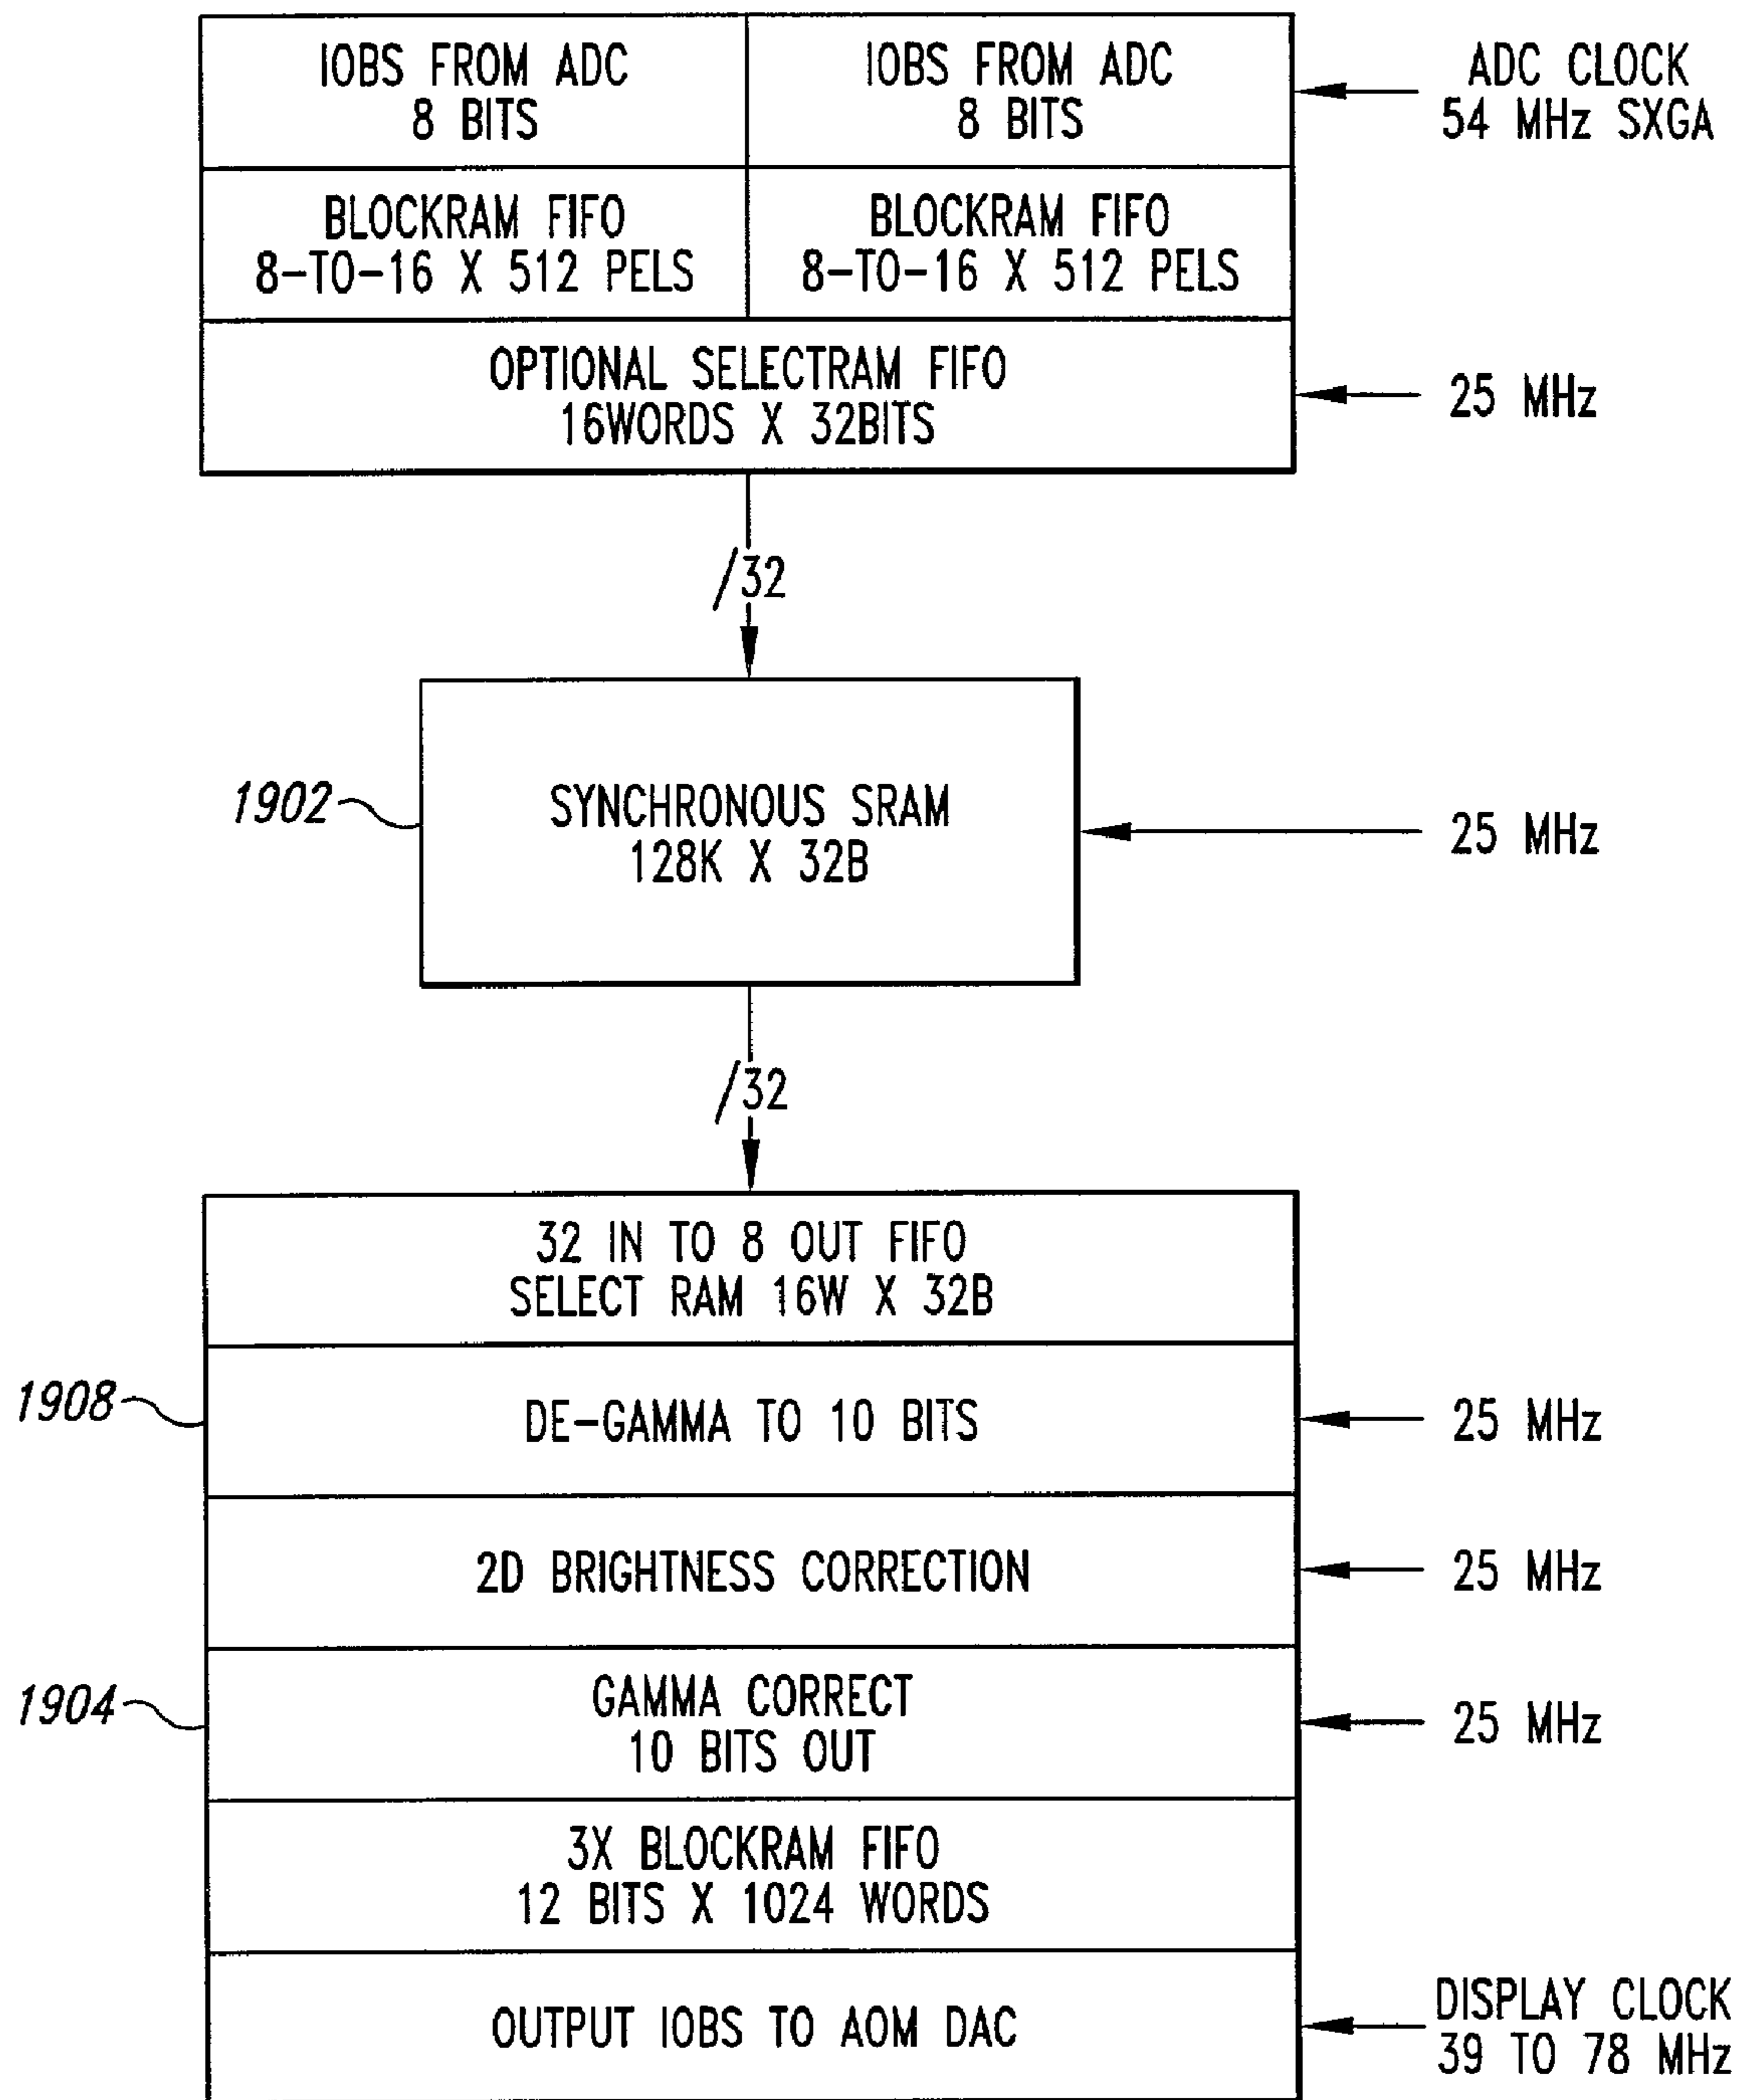 IOBS FROM ADC
8 BITS
IOBS FROM ADC
8 BITS
ADC CLOCK
54 MHz SXGA
BLOCKRAM FIFO
8-TO-16 X 512 PELS
BLOCKRAM FIFO
8-TO-16 X 512 PELS
OPTIONAL SELECTRAM FIFO
16WORDS X 32BITS
25 MHz
/32
1902
SYNCHRONOUS SRAM
128K X 32B
25 MHz
/32
32 IN TO 8 OUT FIFO
SELECT RAM 16W X 32B
1908
DE-GAMMA TO 10 BITS
25 MHz
2D BRIGHTNESS CORRECTION
25 MHz
1904
GAMMA CORRECT
10 BITS OUT
25 MHz
3X BLOCKRAM FIFO
12 BITS X 1024 WORDS
OUTPUT IOBS TO AOM DAC
DISPLAY CLOCK
39 TO 78 MHz